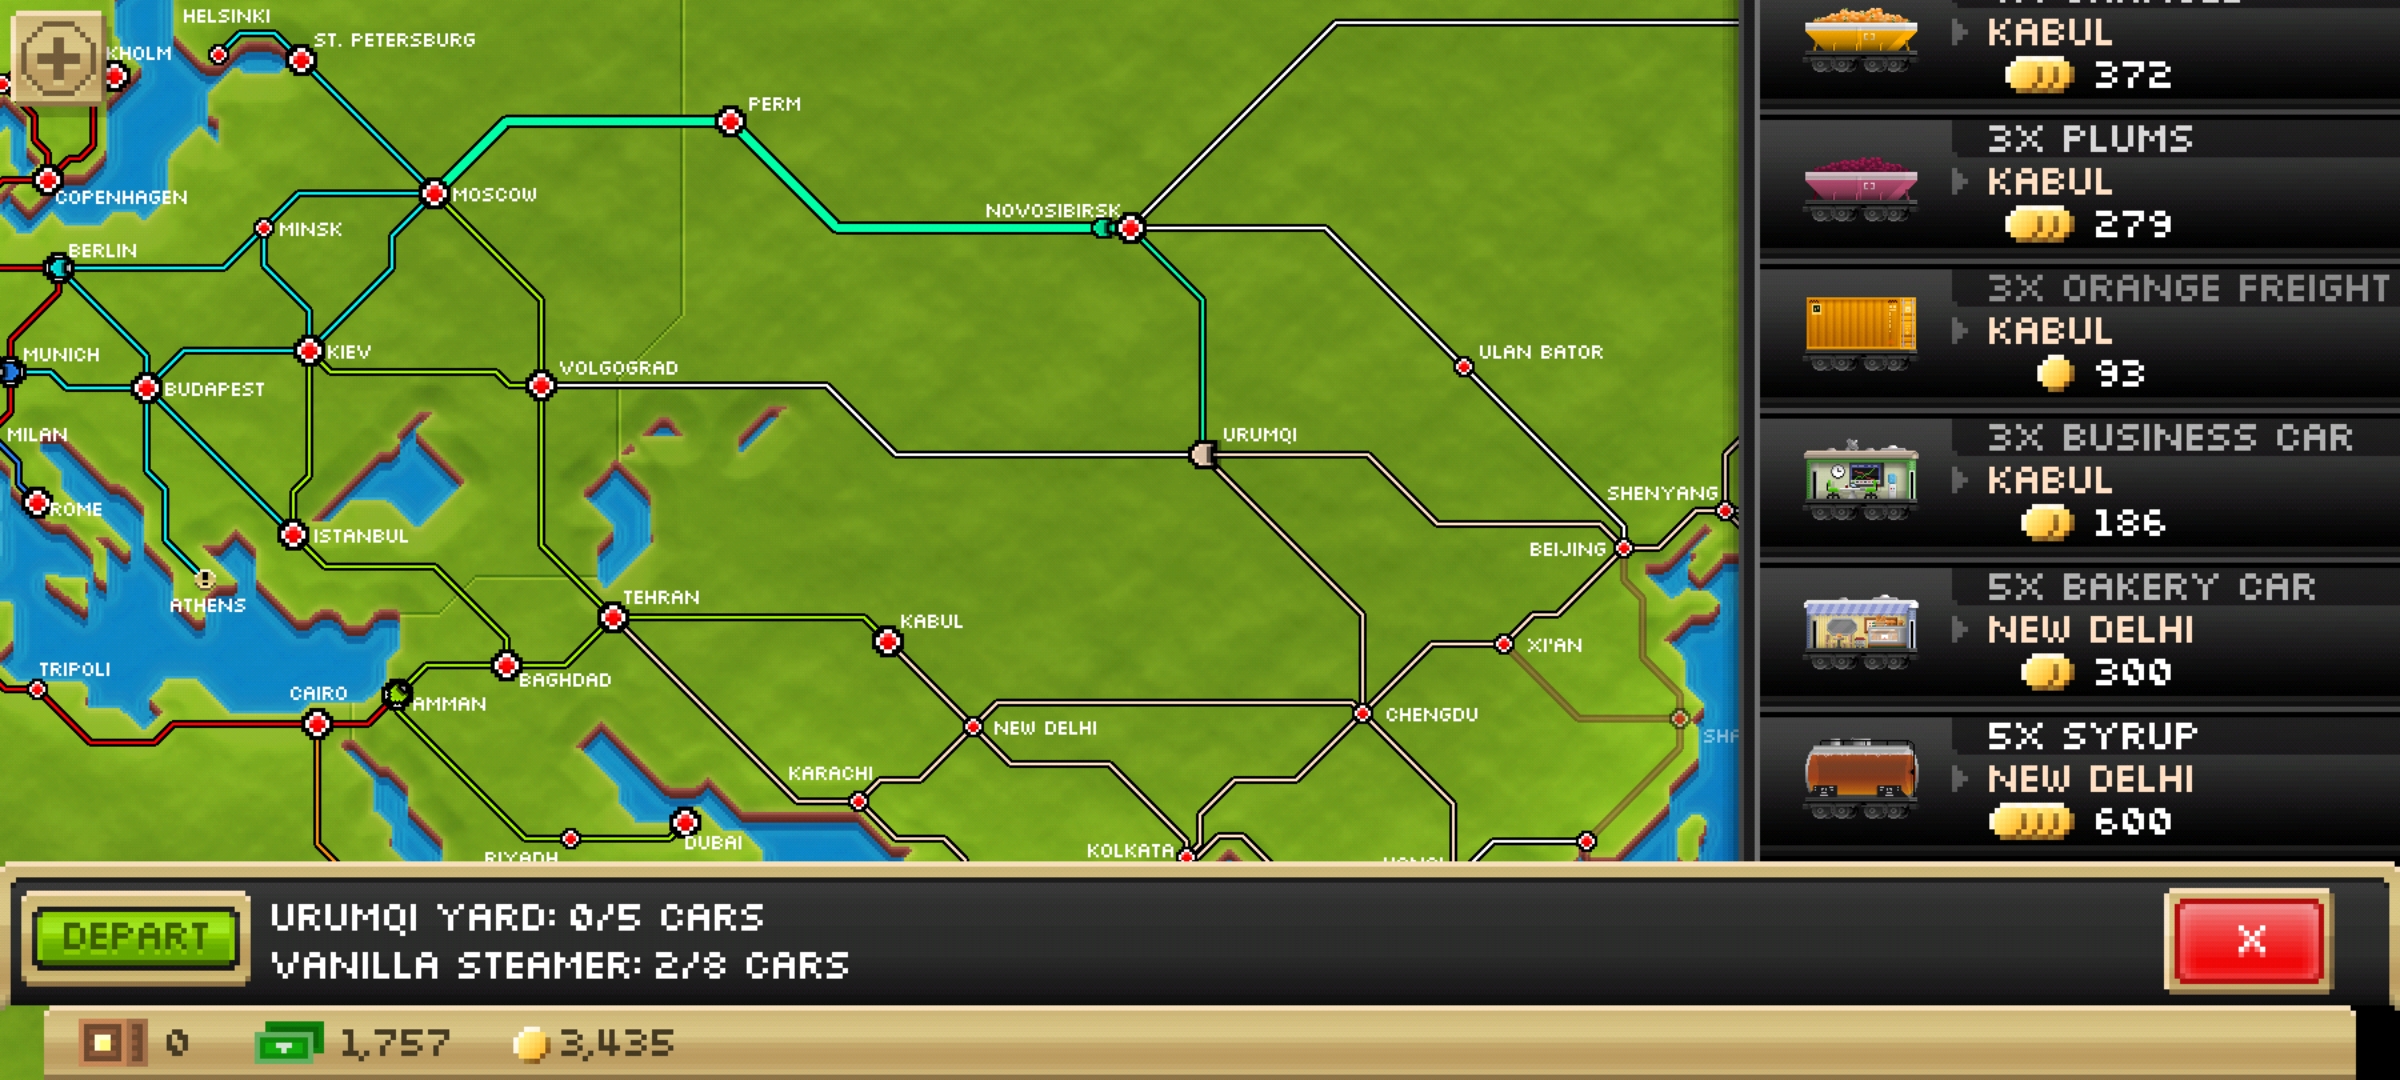 HELSINKI
ST. PETERSBURG
KHOLM
PERM
COPENHAGEN
MOSCOW
NOVOSIBIRSK
MINSK
BERLIN
MUNICH
KIEV
VOLGOGRAD
ULAN BATOR
BUDAPEST
MILAN
URUMQI
ROME
SHENYANG
ISTANBUL
BEIJING
ATHENS
TEHRAN
KABUL
XI'AN
TRIPOLI
CAIRO
BAGHDAD
AMMAN
NEW DELHI
CHENGDU
SHA
KARACHI
DUBAI
RIYADH
KOLKATA
KABUL
372
3X PLUMS
KABUL
279
3X ORANGE FREIGHT
KABUL
93
3X BUSINESS CAR
KABUL
186
5X BAKERY CAR
NEW DELHI
300
5X SYRUP
NEW DELHI
600
DEPART
URUMQI YARD: 0/5 CARS
VANILLA STEAMER: 2/8 CARS
X
0
1,757
3,435